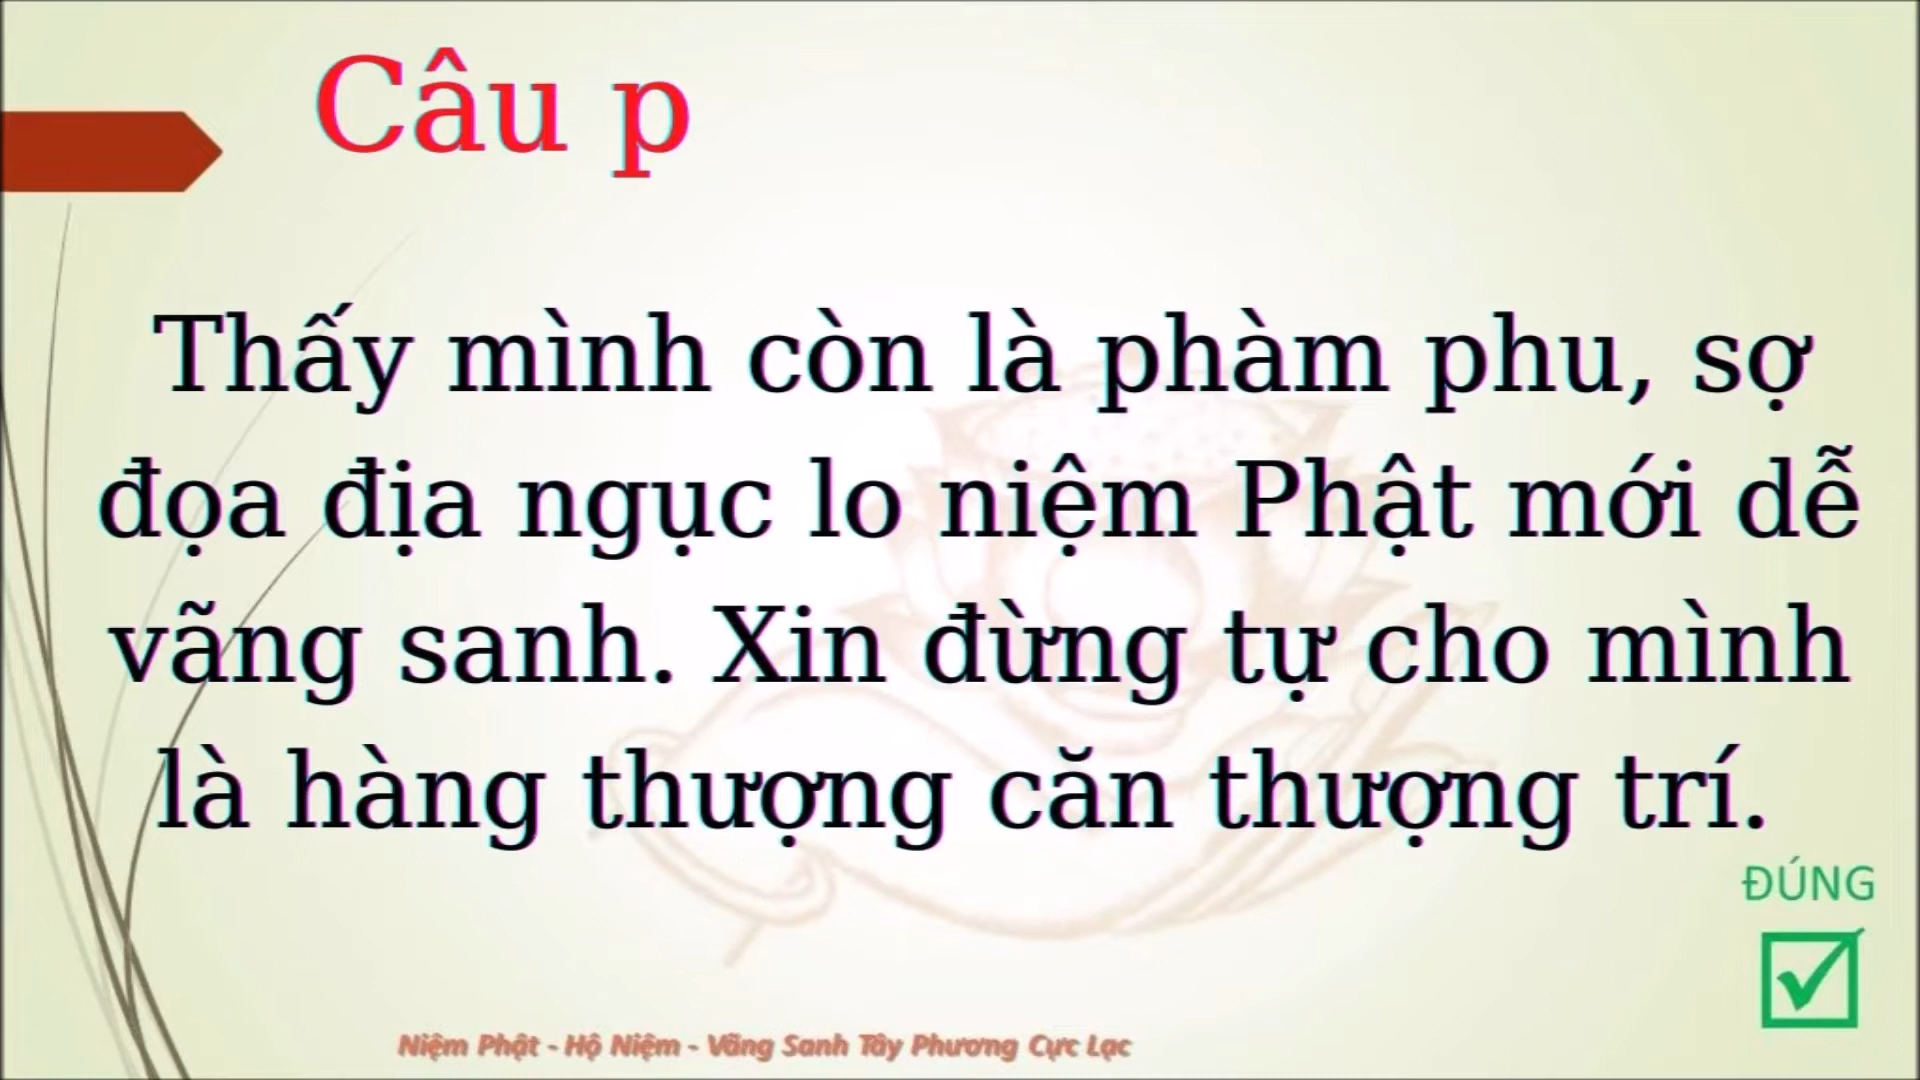 Câu p
Thấy mình còn là phàm phu, sợ
đọa địa ngục lo niệm Phật mới dễ
vãng sanh. Xin đừng tự cho mình
là hàng thượng căn thượng trí.
ĐÚNG
Niệm Phật - Hộ Niệm - Vãng Sanh Tây Phương Cực Lạc